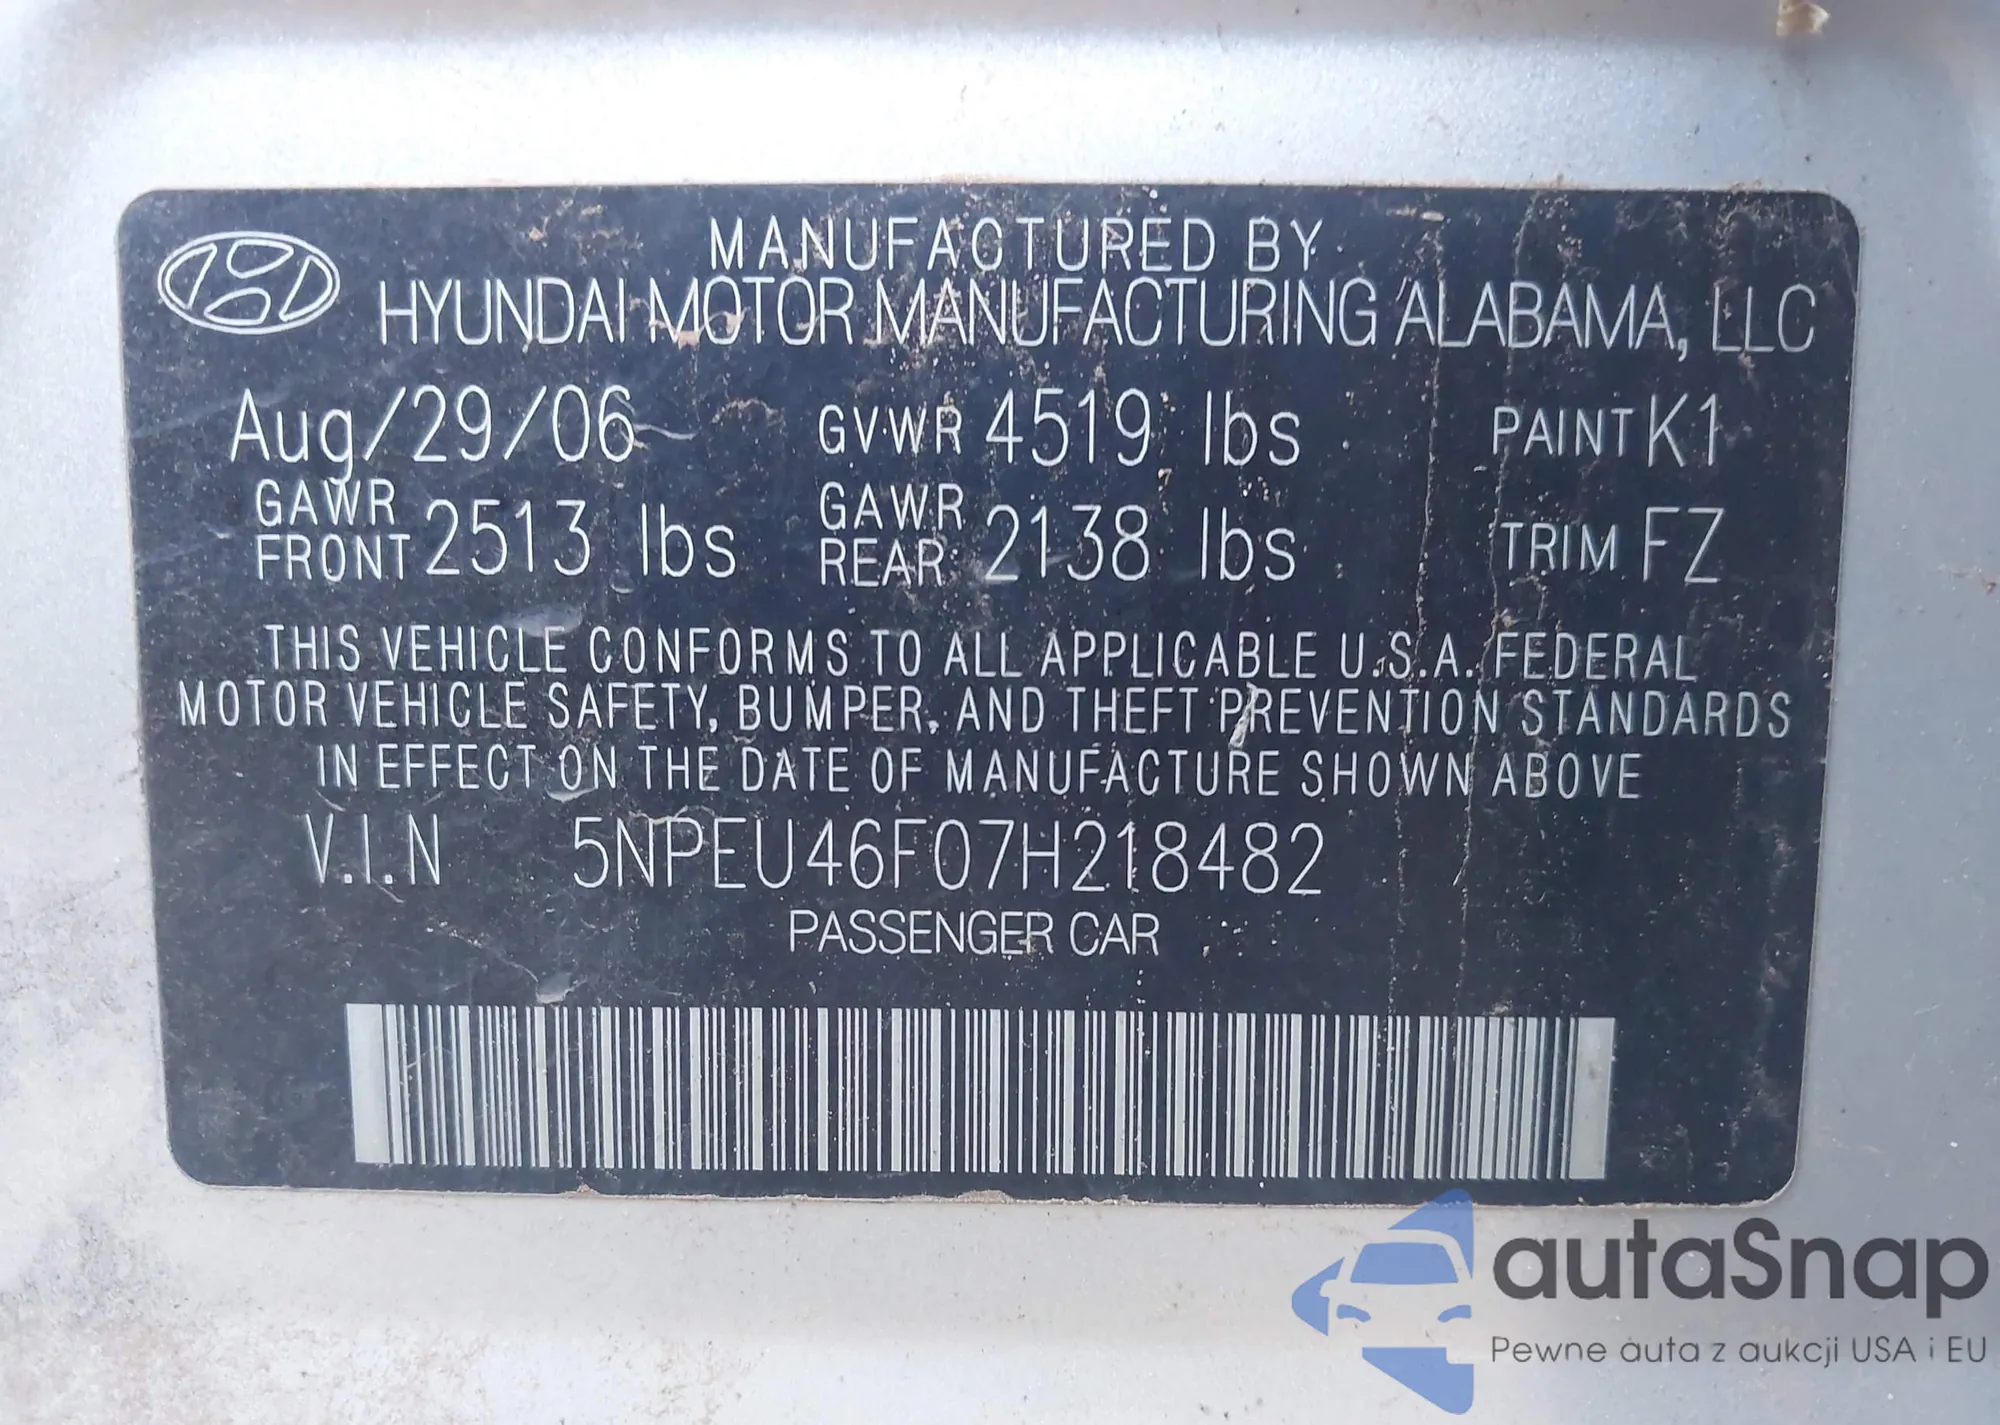 MANUFACTURED BY
HYUNDAI MOTOR MANUFACTURING ALABAMA, LLC
Aug/29/06 GVWR 4519 lbs PAINT K1
GAWR FRONT 2513 lbs GAWR REAR 2138 lbs TRIM FZ
THIS VEHICLE CONFORMS TO ALL APPLICABLE U.S.A. FEDERAL
MOTOR VEHICLE SAFETY, BUMPER, AND THEFT PREVENTION STANDARDS
IN EFFECT ON THE DATE OF MANUFACTURE SHOWN ABOVE
V.I.N 5NPEU46F07H218482
PASSENGER CAR
autaSnap
Pewne auta z aukcji USA i EU